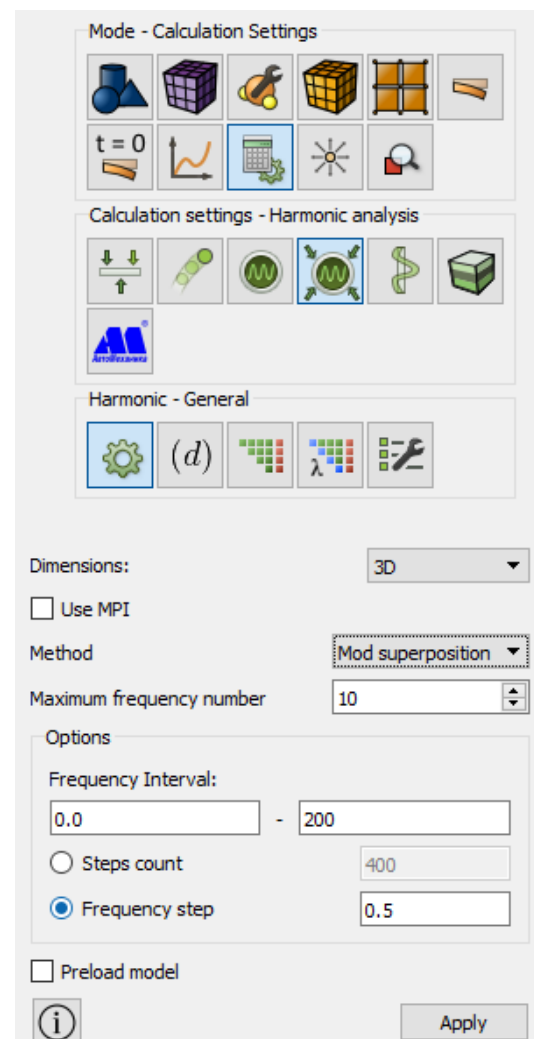 Mode - Calculation Settings
t = 0
Calculation settings - Harmonic analysis
АвтоМеханика
Harmonic - General
(d)
λ
Dimensions:
3D
Use MPI
Method
Mod superposition
Maximum frequency number
10
Options
Frequency Interval:
0.0 - 200
Steps count
400
Frequency step
0.5
Preload model
i
Apply